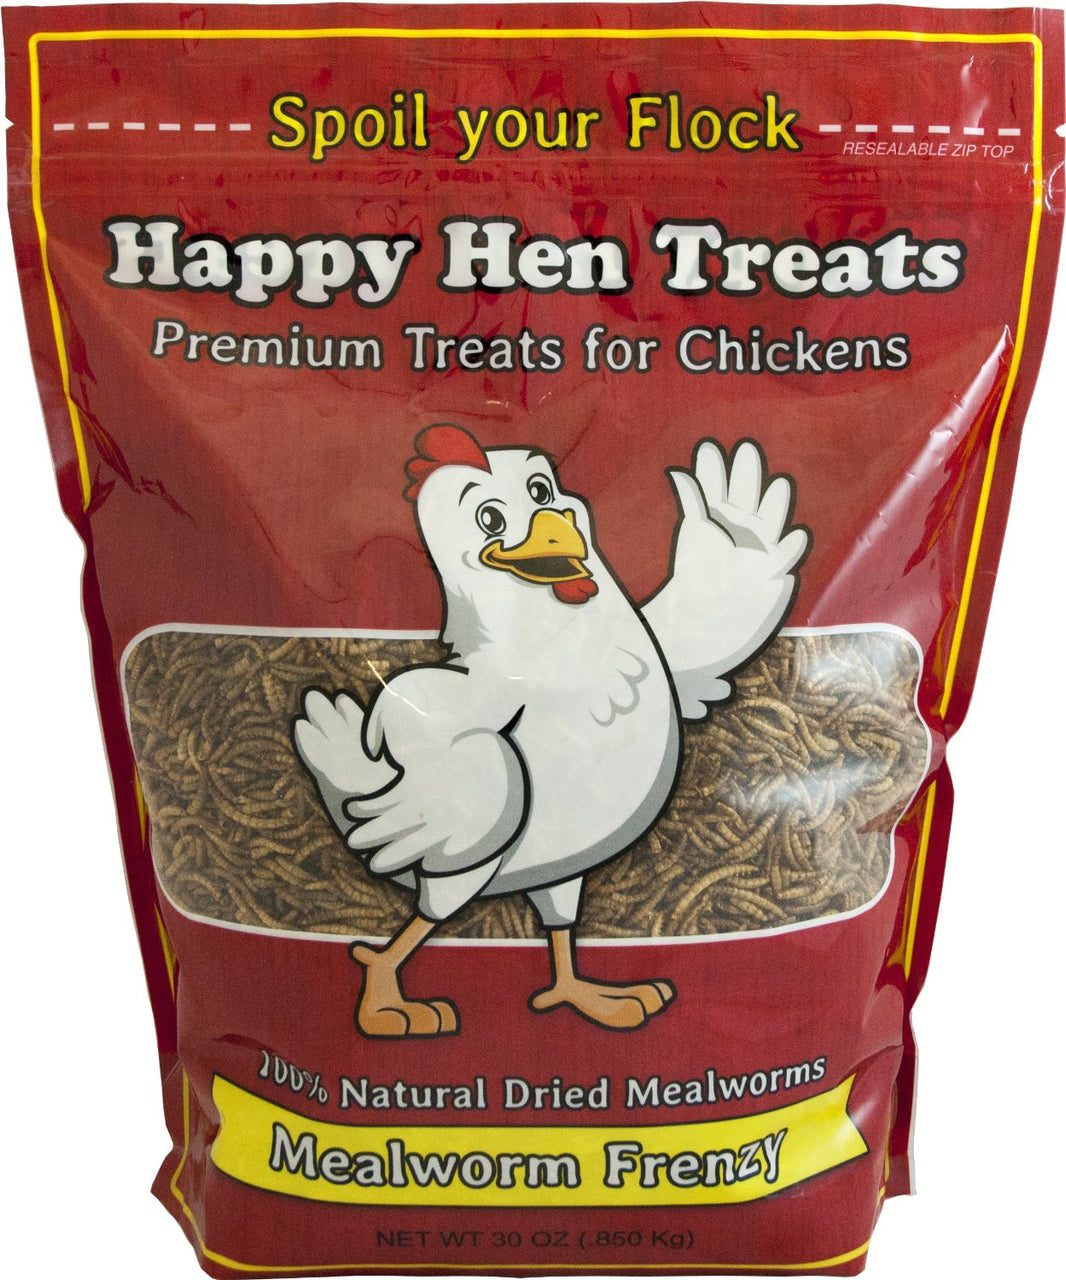 Spoil your Flock
RESEALABLE ZIP TOP
Happy Hen Treats
Premium Treats for Chickens
100% Natural Dried Mealworms
Mealworm Frenzy
NET WT 30 OZ (.850 Kg)